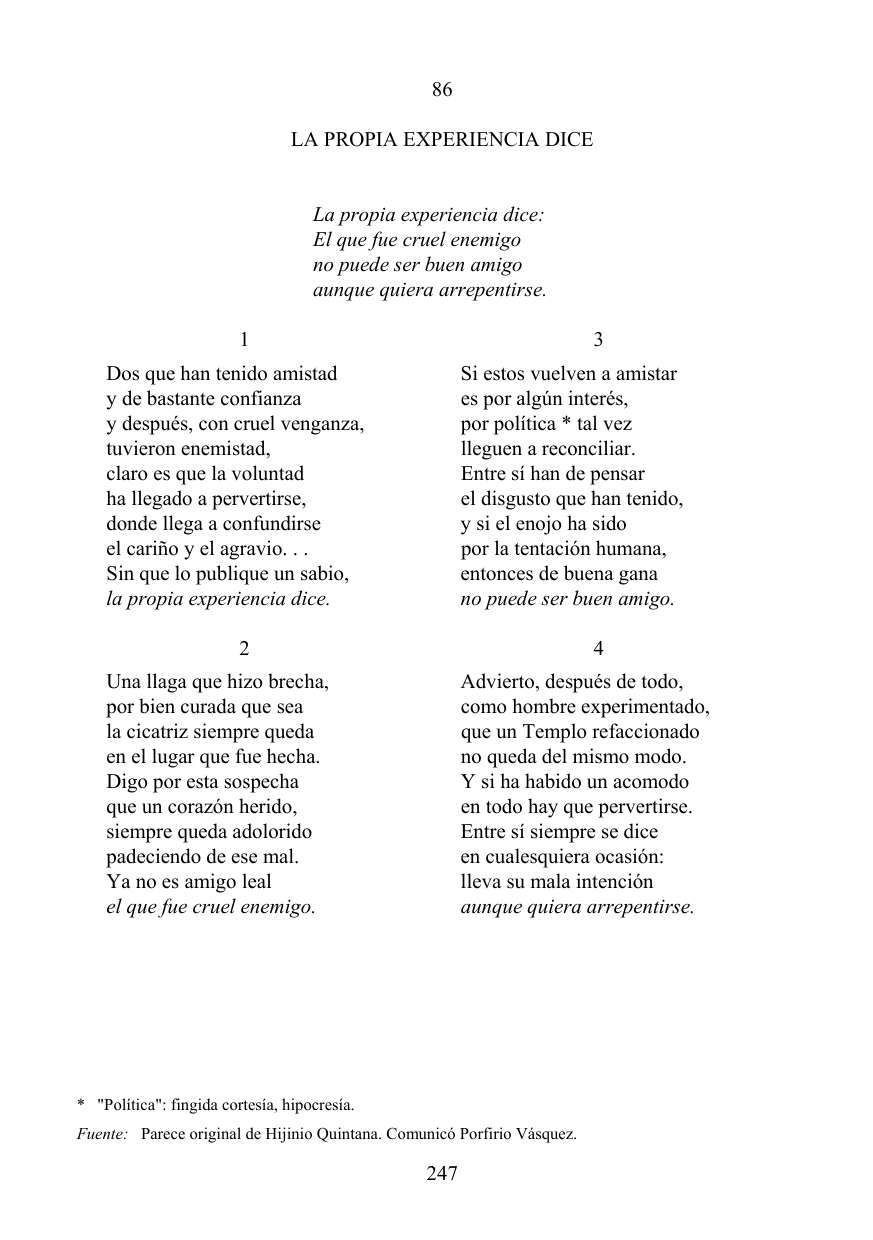 86
LA PROPIA EXPERIENCIA DICE
La propia experiencia dice:
El que fue cruel enemigo
no puede ser buen amigo
aunque quiera arrepentirse.
1
Dos que han tenido amistad
y de bastante confianza
y después, con cruel venganza,
tuvieron enemistad,
claro es que la voluntad
ha llegado a pervertirse,
donde llega a confundirse
el cariño y el agravio. . .
Sin que lo publique un sabio,
la propia experiencia dice.
2
Una llaga que hizo brecha,
por bien curada que sea
la cicatriz siempre queda
en el lugar que fue hecha.
Digo por esta sospecha
que un corazón herido,
siempre queda adolorido
padeciendo de ese mal.
Ya no es amigo leal
el que fue cruel enemigo.
3
Si estos vuelven a amistar
es por algún interés,
por política * tal vez
lleguen a reconciliar.
Entre sí han de pensar
el disgusto que han tenido,
y si el enojo ha sido
por la tentación humana,
entonces de buena gana
no puede ser buen amigo.
4
Advierto, después de todo,
como hombre experimentado,
que un Templo refaccionado
no queda del mismo modo.
Y si ha habido un acomodo
en todo hay que pervertirse.
Entre sí siempre se dice
en cualesquiera ocasión:
lleva su mala intención
aunque quiera arrepentirse.
* "Política": fingida cortesía, hipocresía.
Fuente: Parece original de Hijinio Quintana. Comunicó Porfirio Vásquez.
247